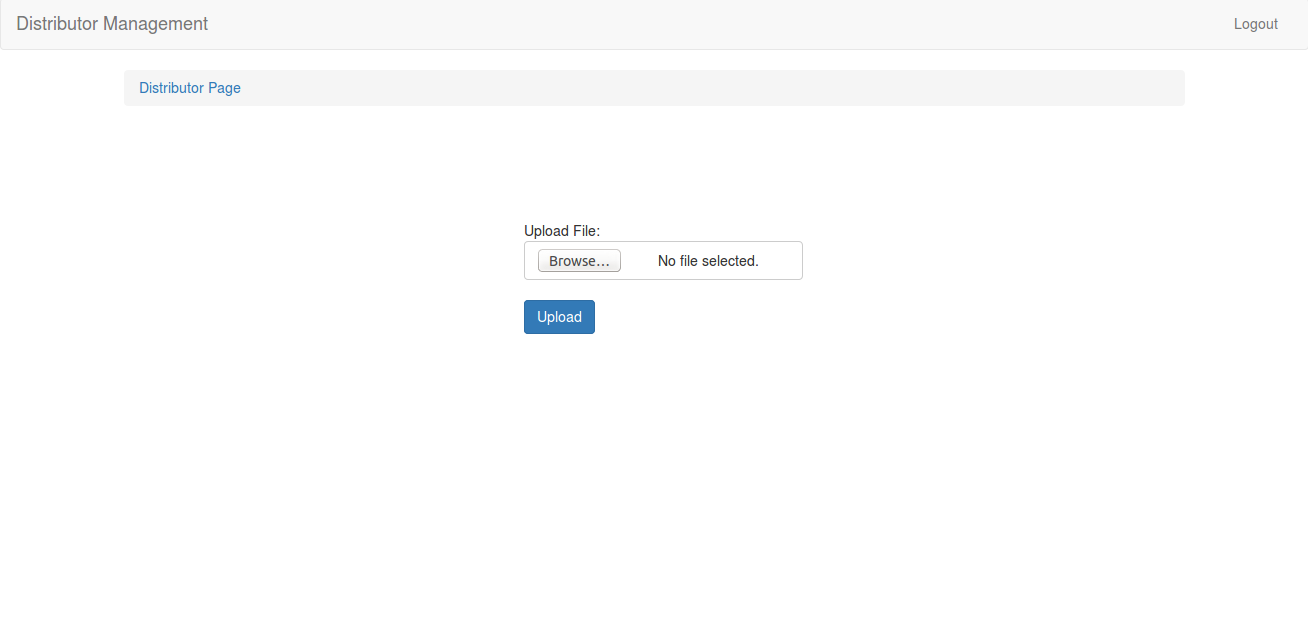 Distributor Management
Logout
Distributor Page
Upload File:
Browse... No file selected.
Upload